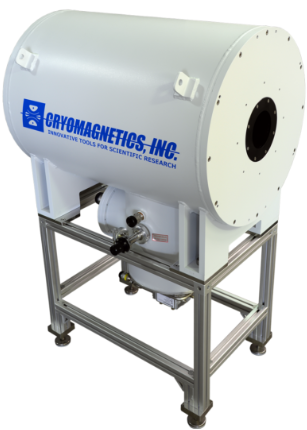 CRYOMAGNETICS, INC.
INNOVATIVE TOOLS FOR SCIENTIFIC RESEARCH